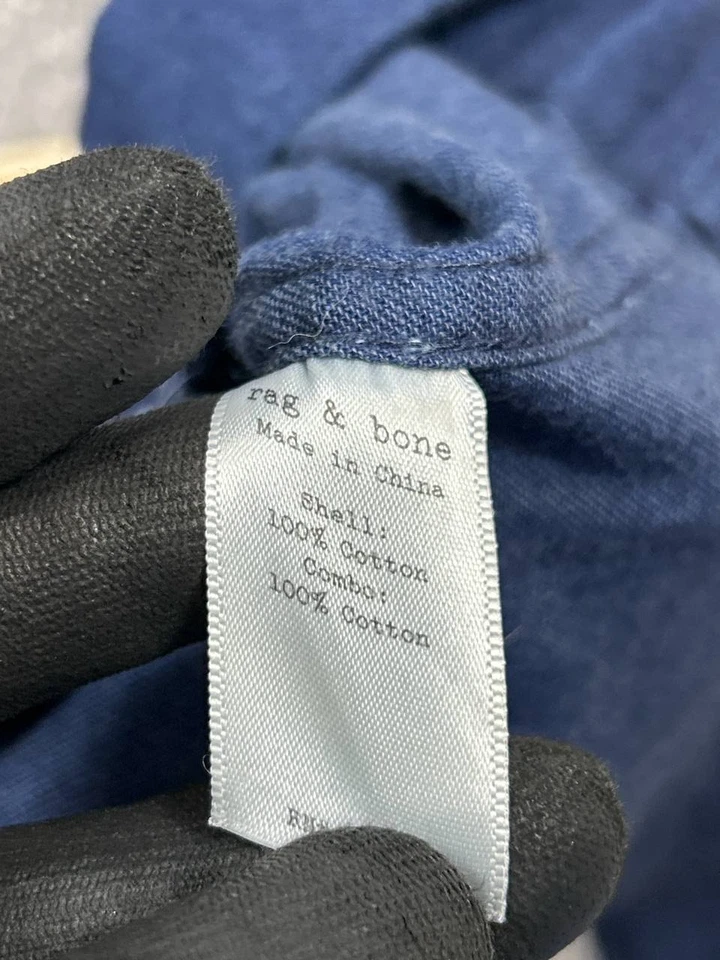 rag & bone
Made in China
Shell:
100% Cotton
Combo:
100% Cotton